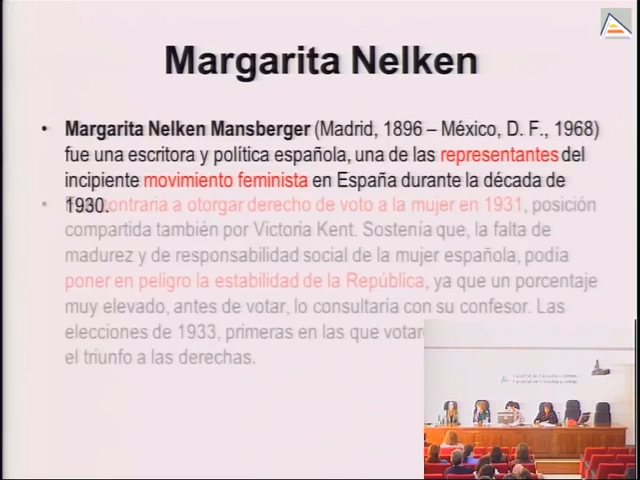 Margarita Nelken
• Margarita Nelken Mansberger (Madrid, 1896 – México, D. F., 1968)
fue una escritora y política española, una de las representantes del
incipiente movimiento feminista en España durante la década de
1930.
• contraria a otorgar derecho de voto a la mujer en 1931, posición
compartida también por Victoria Kent. Sostenía que, la falta de
madurez y de responsabilidad social de la mujer española, podía
poner en peligro la estabilidad de la República, ya que un porcentaje
muy elevado, antes de votar, lo consultaría con su confesor. Las
elecciones de 1933, primeras en las que
el triunfo a las derechas.